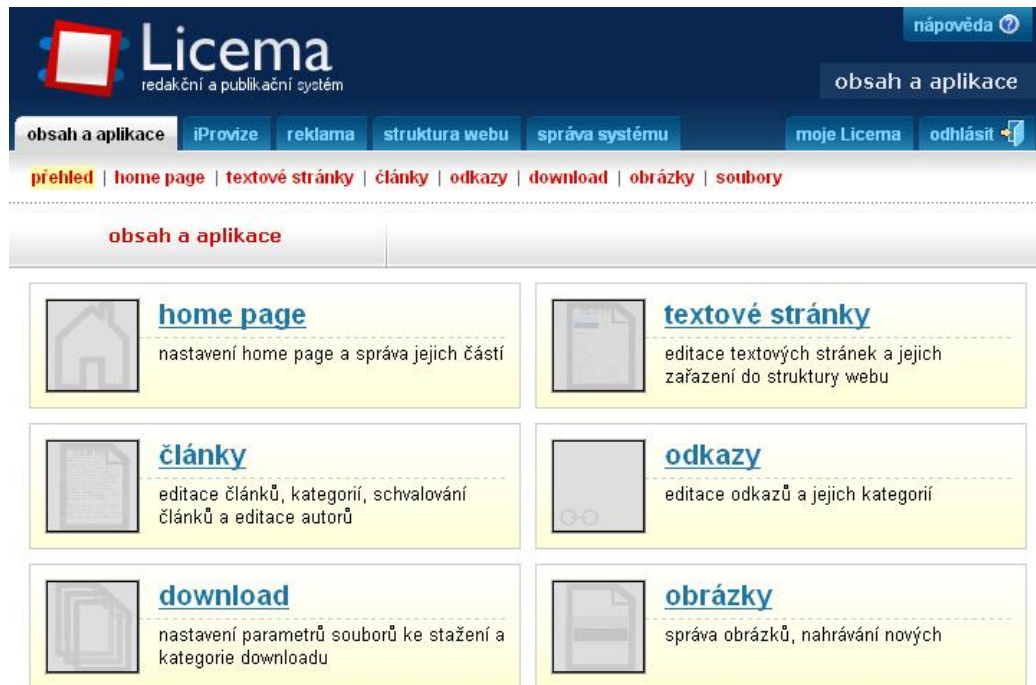 nápověda
Licema
redakční a publikační systém
obsah a aplikace
obsah a aplikace iProvize reklama struktura webu správa systému moje Licema odhlásit
přehled | home page | textové stránky | články | odkazy | download | obrázky | soubory
obsah a aplikace
home page
nastavení home page a správa jejich částí
textové stránky
editace textových stránek a jejich
zařazení do struktury webu
články
editace článků, kategorií, schvalování
článků a editace autorů
odkazy
editace odkazů a jejich kategorií
download
nastavení parametrů souborů ke stažení a
kategorie downloadu
obrázky
správa obrázků, nahrávání nových